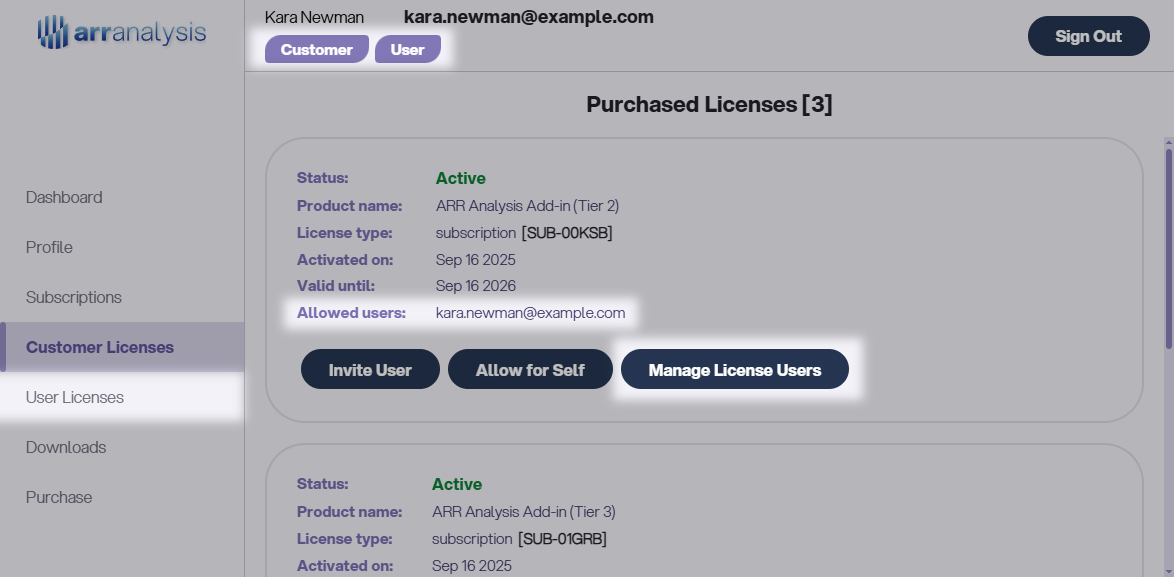 arranalysis
Kara Newman kara.newman@example.com
Customer User
Sign Out
Dashboard
Profile
Subscriptions
Customer Licenses
User Licenses
Downloads
Purchase
Purchased Licenses [3]
Status: Active
Product name: ARR Analysis Add-in (Tier 2)
License type: subscription [SUB-00KSB]
Activated on: Sep 16 2025
Valid until: Sep 16 2026
Allowed users: kara.newman@example.com
Invite User Allow for Self Manage License Users
Status: Active
Product name: ARR Analysis Add-in (Tier 3)
License type: subscription [SUB-01GRB]
Activated on: Sep 16 2025